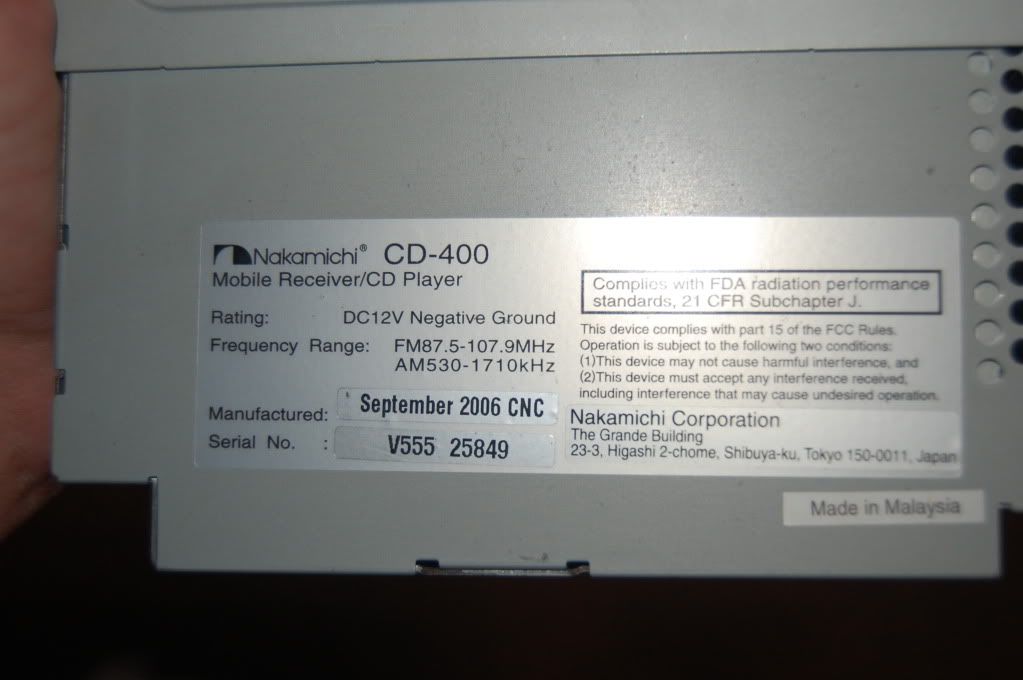 Nakamichi® CD-400
Mobile Receiver/CD Player
Rating: DC12V Negative Ground
Frequency Range: FM87.5-107.9MHz
AM530-1710kHz
Manufactured: September 2006 CNC
Serial No. : V555 25849
Complies with FDA radiation performance
standards, 21 CFR Subchapter J.
This device complies with part 15 of the FCC Rules.
Operation is subject to the following two conditions:
(1)This device may not cause harmful interference, and
(2)This device must accept any interference received,
including interference that may cause undesired operation.
Nakamichi Corporation
The Grande Building
23-3, Higashi 2-chome, Shibuya-ku, Tokyo 150-0011, Japan
Made in Malaysia